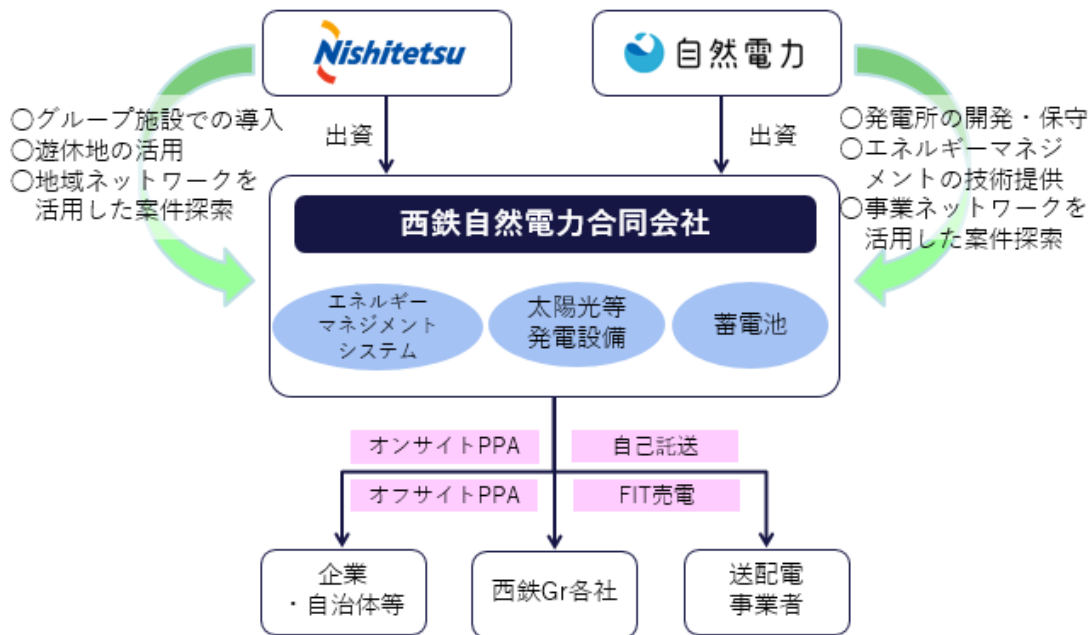 Nishitetsu
自然電力
○グループ施設での導入
○遊休地の活用
○地域ネットワークを
活用した案件探索
出資
出資
○発電所の開発・保守
○エネルギーマネジ
メントの技術提供
○事業ネットワークを
活用した案件探索
西鉄自然電力合同会社
エネルギー
マネジメント
システム
太陽光等
発電設備
蓄電池
オンサイトPPA
自己託送
オフサイトPPA
FIT売電
企業
・自治体等
西鉄Gr各社
送配電
事業者